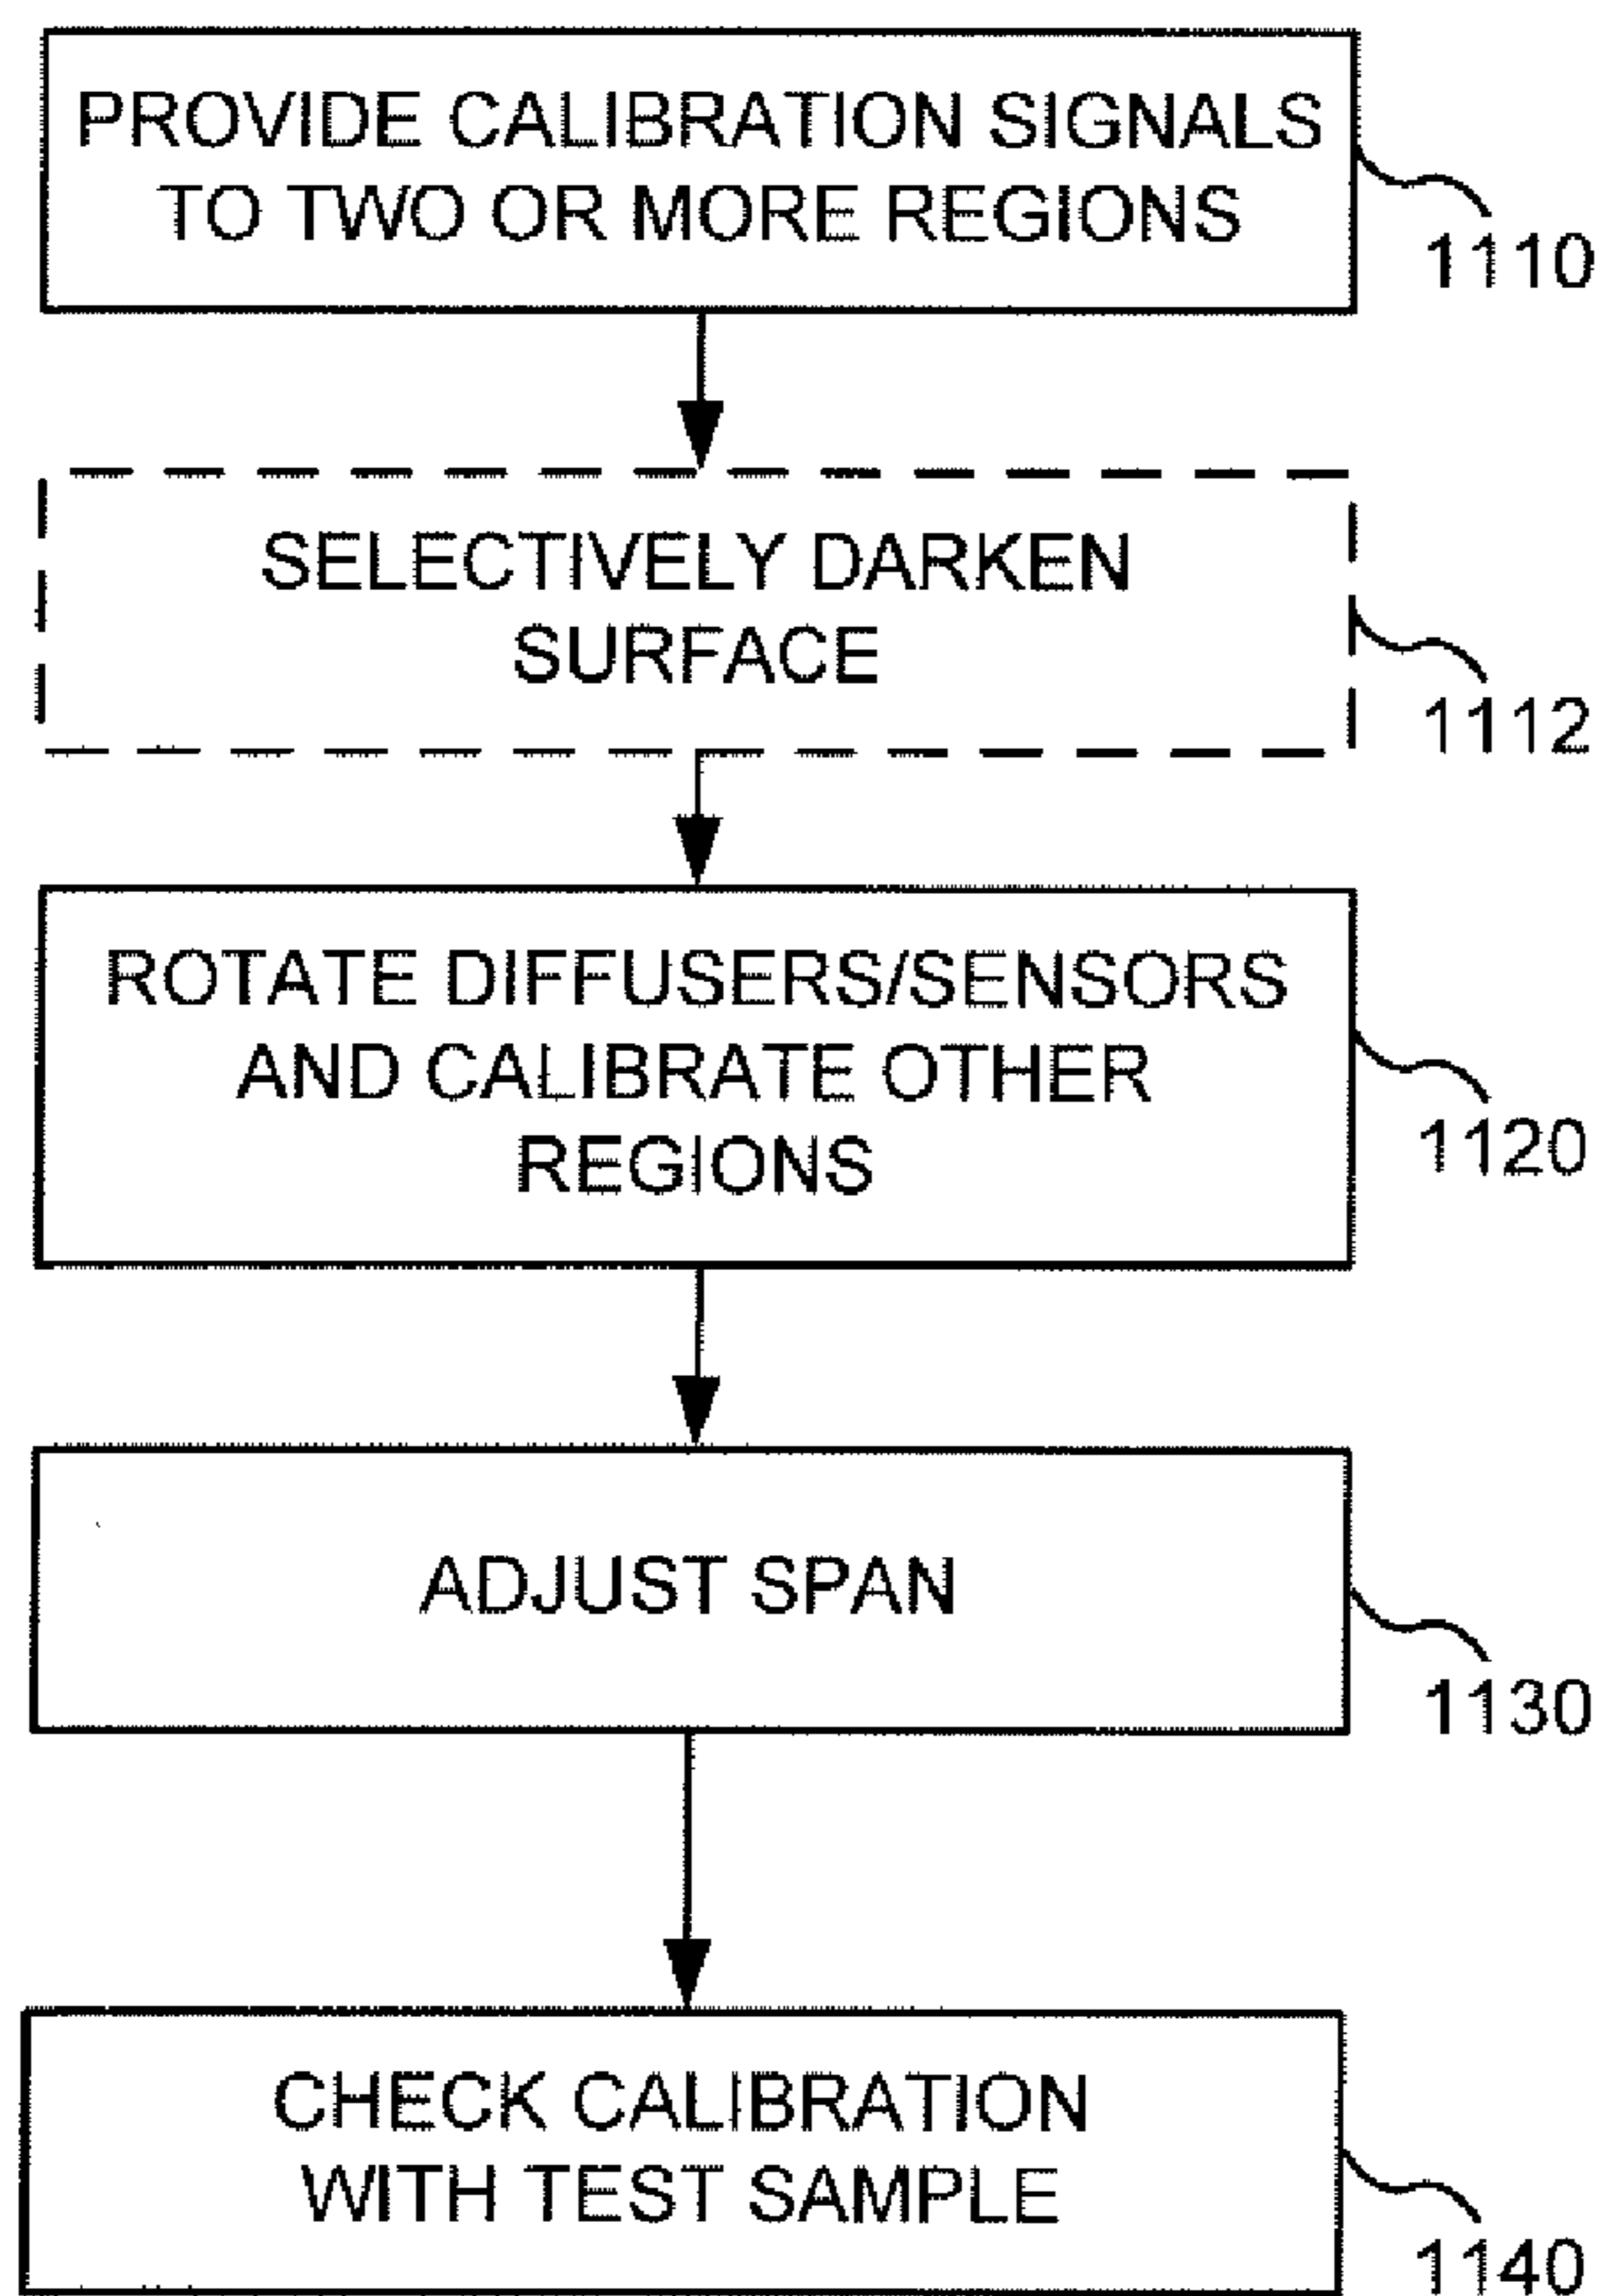 PROVIDE CALIBRATION SIGNALS
TO TWO OR MORE REGIONS
1110
SELECTIVELY DARKEN
SURFACE
1112
ROTATE DIFFUSERS/SENSORS
AND CALIBRATE OTHER
REGIONS
1120
ADJUST SPAN
1130
CHECK CALIBRATION
WITH TEST SAMPLE
1140